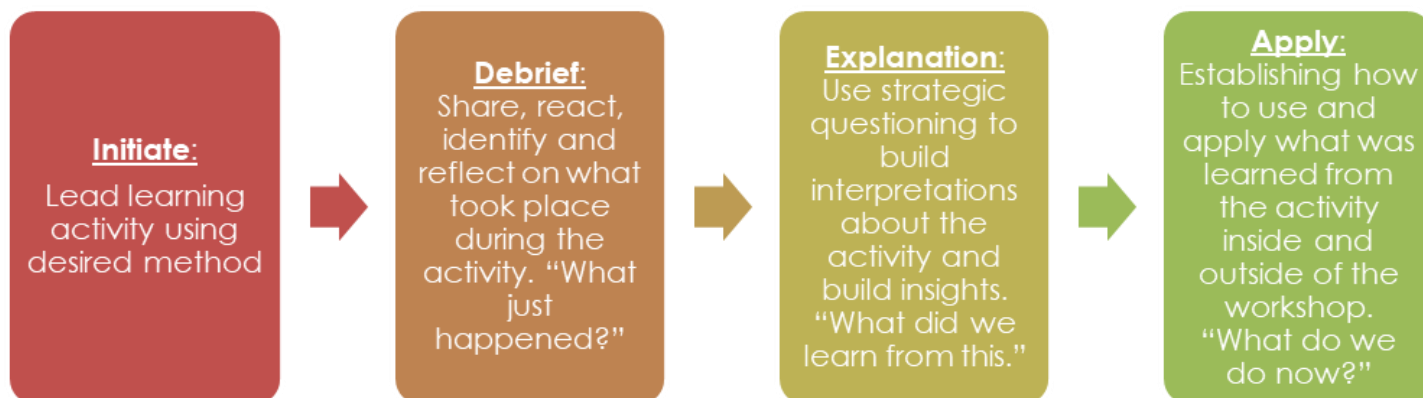 Initiate:
Lead learning
activity using
desired method
Debrief:
Share, react,
identify and
reflect on what
took place
during the
activity. “What
just
happened?”
Explanation:
Use strategic
questioning to
build
interpretations
about the
activity and
build insights.
“What did we
learn from this.”
Apply:
Establishing how
to use and
apply what was
learned from
the activity
inside and
outside of the
workshop.
“What do we
do now?”